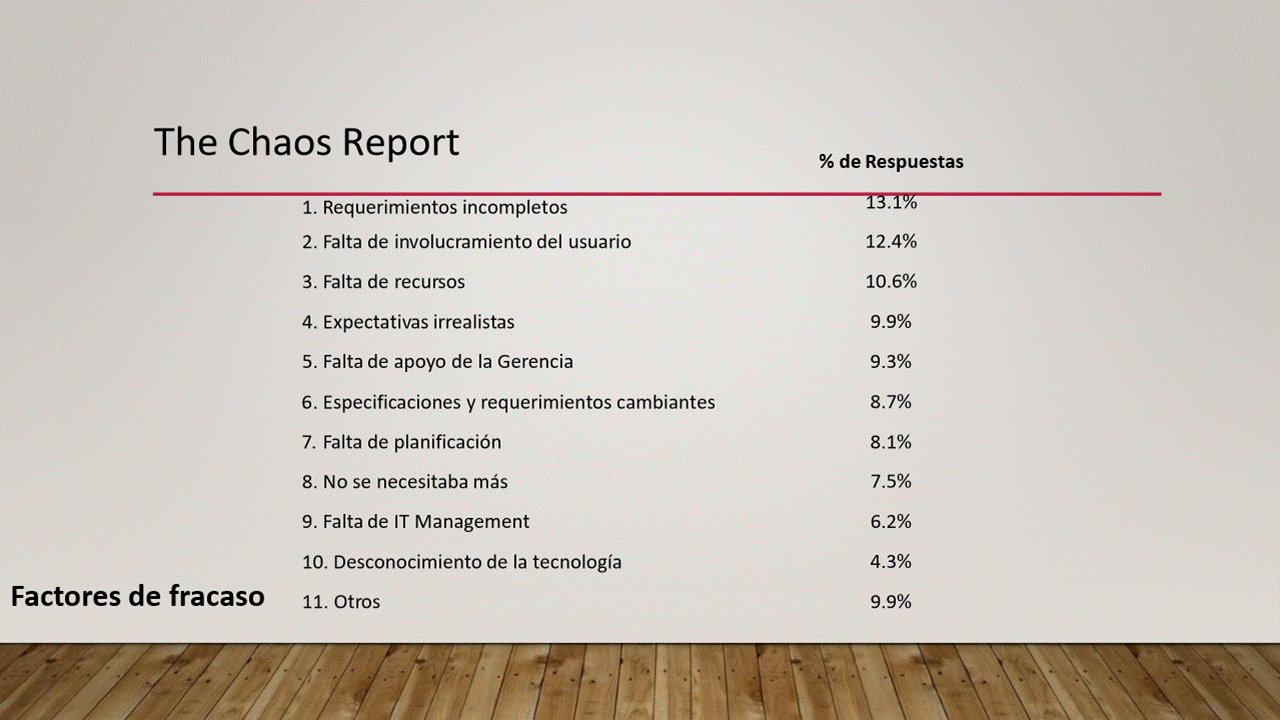 The Chaos Report
% de Respuestas
1. Requerimientos incompletos 13.1%
2. Falta de involucramiento del usuario 12.4%
3. Falta de recursos 10.6%
4. Expectativas irrealistas 9.9%
5. Falta de apoyo de la Gerencia 9.3%
6. Especificaciones y requerimientos cambiantes 8.7%
7. Falta de planificación 8.1%
8. No se necesitaba más 7.5%
9. Falta de IT Management 6.2%
10. Desconocimiento de la tecnología 4.3%
11. Otros 9.9%
Factores de fracaso